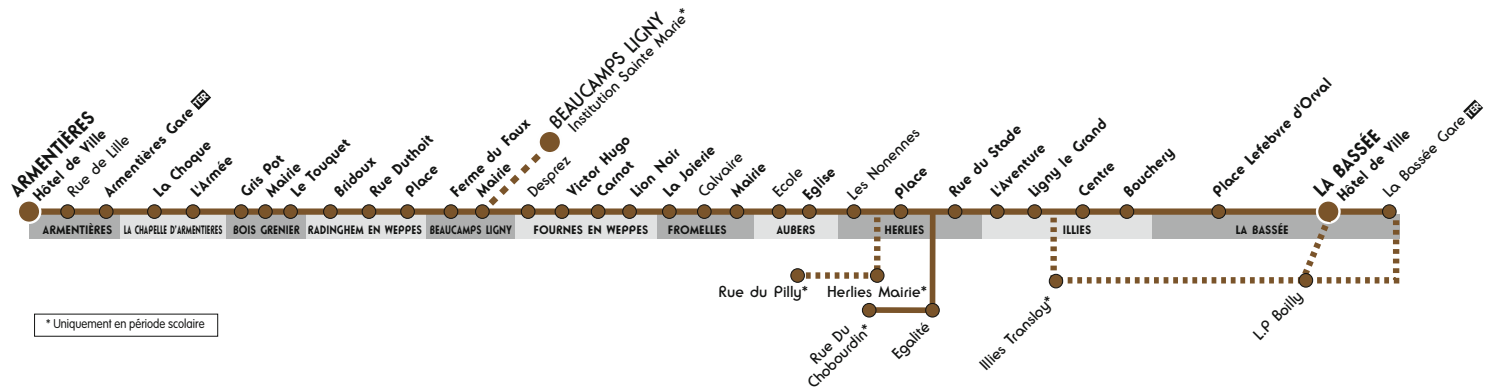 ARMENTIÈRES
Hôtel de Ville
Rue de Lille
Armentières Gare TER
La Choque
L'Armée
Gris Pot
Mairie
Le Touquet
Bridoux
Rue Duthoit
Place
Ferme du Faux
Mairie
BEAUCAMPS LIGNY
Institution Sainte Marie*
Desprez
Victor Hugo
Carnot
Lion Noir
La Joierie
Calvaire
Mairie
Ecole
Eglise
Les Nonennes
Place
Rue du Stade
L'Aventure
Ligny le Grand
Centre
Bouchery
Place Lefebvre d'Orval
LA BASSÉE
Hôtel de Ville
La Bassée Gare TER
ARMENTIÈRES
LA CHAPELLE D'ARMENTIERES
BOIS GRENIER
RADINGHEM EN WEPPES
BEAUCAMPS LIGNY
FOURNES EN WEPPES
FROMELLES
AUBERS
HERLIES
ILLIES
LA BASSÉE
Rue du Pilly*
Herlies Mairie*
Rue Du
Chobourdin*
Egalité
Illies Transloy*
L.P Boilly
* Uniquement en période scolaire